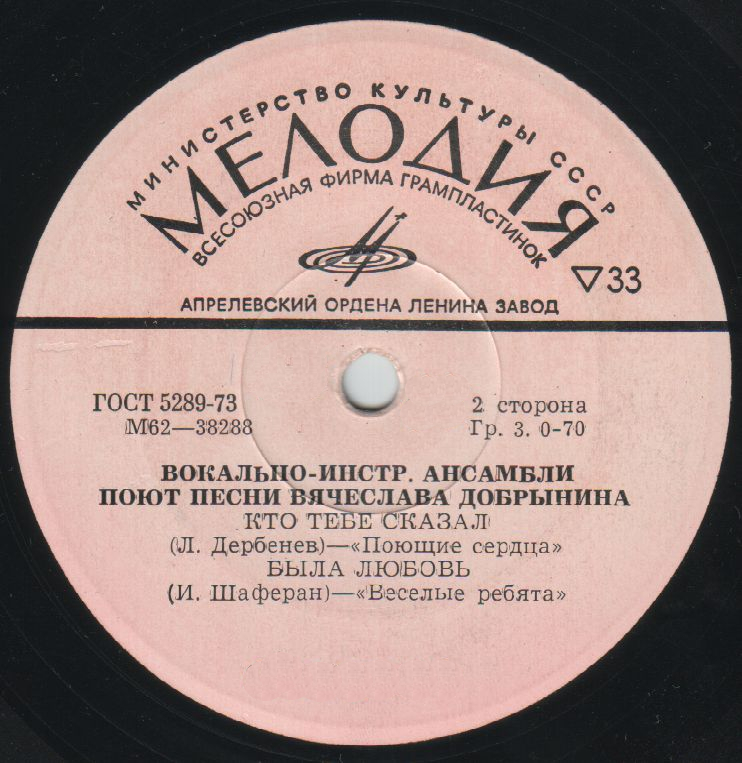 МИНИСТЕРСТВО КУЛЬТУРЫ СССР
МЕЛОДИЯ
ВСЕСОЮЗНАЯ ФИРМА ГРАМПЛАСТИНОК
▽33
АПРЕЛЕВСКИЙ ОРДЕНА ЛЕНИНА ЗАВОД
ГОСТ 5289-73 2 сторона
М62—38288 Гр. 3. 0-70
ВОКАЛЬНО-ИНСТР. АНСАМБЛИ
ПОЮТ ПЕСНИ ВЯЧЕСЛАВА ДОБРЫНИНА
КТО ТЕБЕ СКАЗАЛ
(Л. Дербенев)—«Поющие сердца»
БЫЛА ЛЮБОВЬ
(И. Шаферан)—«Веселые ребята»